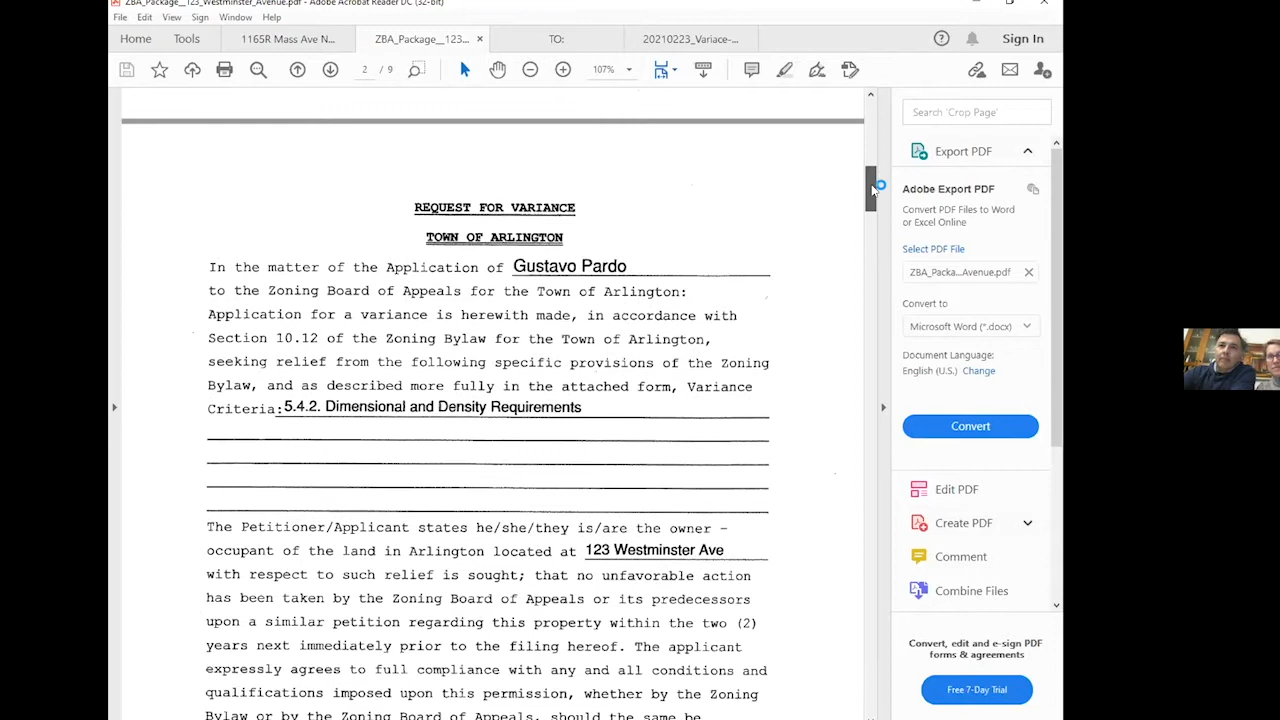 ZBA_Package__123_Westminster_Avenue.pdf - Adobe Acrobat Reader DC (32-bit)
File Edit View Sign Window Help
Home Tools 1165R Mass Ave N... ZBA_Package__123... × TO: 20210223_Variace-... Sign In
2 / 9 107%
REQUEST FOR VARIANCE
TOWN OF ARLINGTON
In the matter of the Application of Gustavo Pardo
to the Zoning Board of Appeals for the Town of Arlington:
Application for a variance is herewith made, in accordance with
Section 10.12 of the Zoning Bylaw for the Town of Arlington,
seeking relief from the following specific provisions of the Zoning
Bylaw, and as described more fully in the attached form, Variance
Criteria: 5.4.2. Dimensional and Density Requirements
The Petitioner/Applicant states he/she/they is/are the owner –
occupant of the land in Arlington located at 123 Westminster Ave
with respect to such relief is sought; that no unfavorable action
has been taken by the Zoning Board of Appeals or its predecessors
upon a similar petition regarding this property within the two (2)
years next immediately prior to the filing hereof. The applicant
expressly agrees to full compliance with any and all conditions and
qualifications imposed upon this permission, whether by the Zoning
Bylaw or by the Zoning Board of Appeals, should the same be
Search 'Crop Page'
Export PDF
Adobe Export PDF
Convert PDF Files to Word
or Excel Online
Select PDF File
ZBA_Packa...Avenue.pdf ×
Convert to
Microsoft Word (*.docx)
Document Language:
English (U.S.) Change
Convert
Edit PDF
Create PDF
Comment
Combine Files
Convert, edit and e-sign PDF
forms & agreements
Free 7-Day Trial